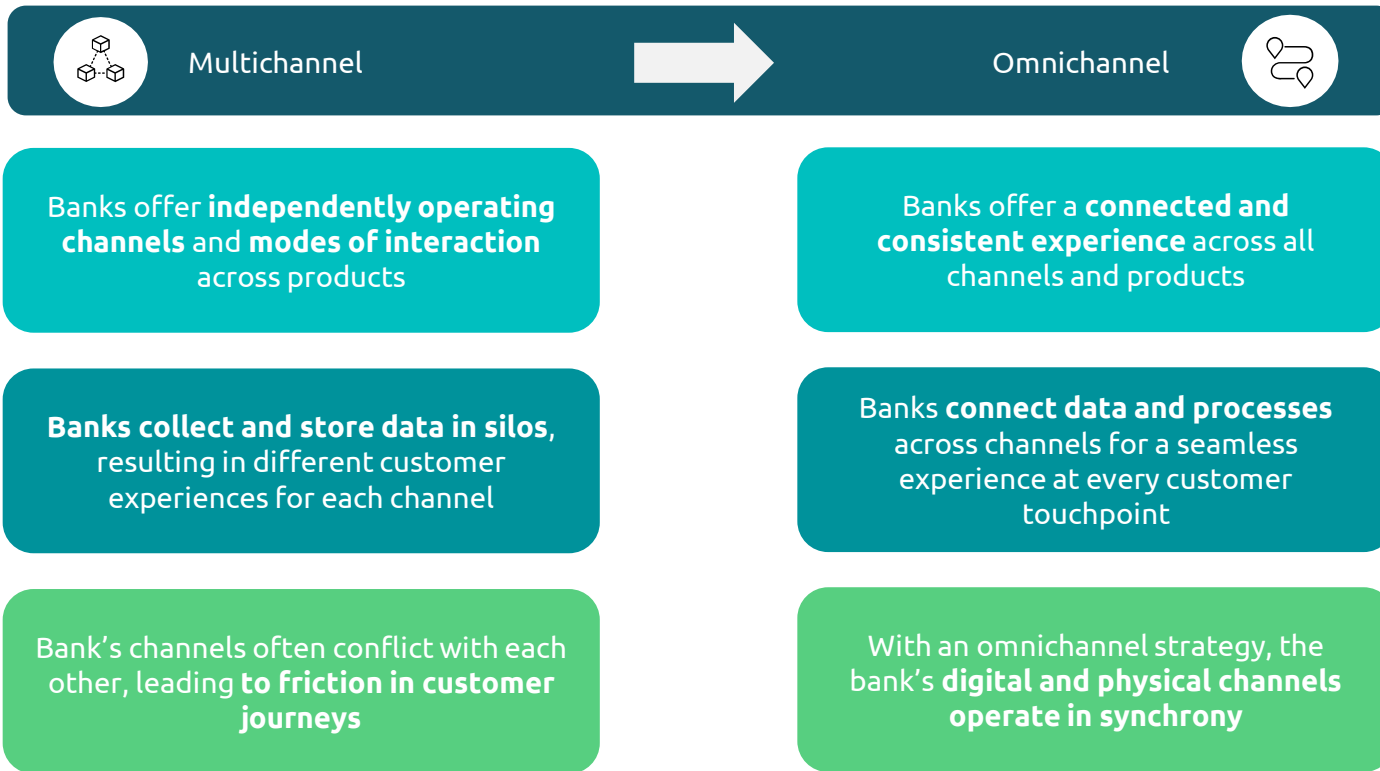 Multichannel
Omnichannel
Banks offer independently operating
channels and modes of interaction
across products
Banks offer a connected and
consistent experience across all
channels and products
Banks collect and store data in silos,
resulting in different customer
experiences for each channel
Banks connect data and processes
across channels for a seamless
experience at every customer
touchpoint
Bank’s channels often conflict with each
other, leading to friction in customer
journeys
With an omnichannel strategy, the
bank’s digital and physical channels
operate in synchrony